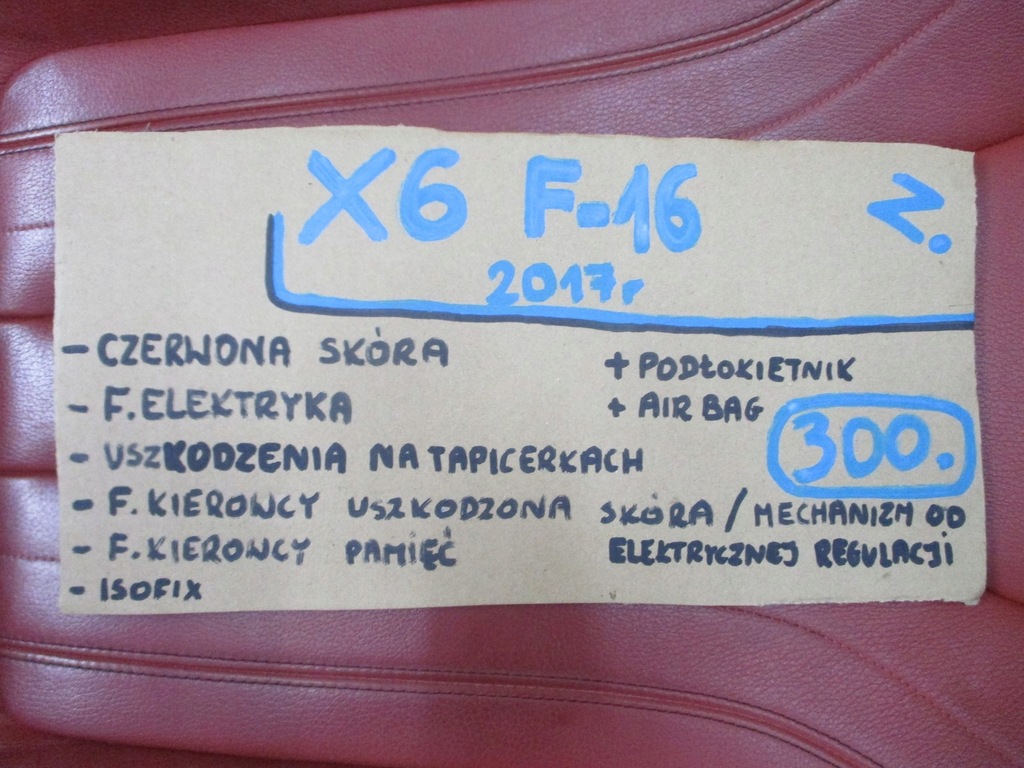 X6 F-16 Z.
2017r
- CZERWONA SKÓRA
+ PODŁOKIETNIK
- F.ELEKTRYKA
+ AIR BAG
300.
- USZKODZENIA NA TAPICERKACH
- F. KIEROWCY USZKODZONA SKÓRA / MECHANIZM OD
ELEKTRYCZNEJ REGULACJI
- F.KIEROWCY PAMIĘĆ
- ISOFIX